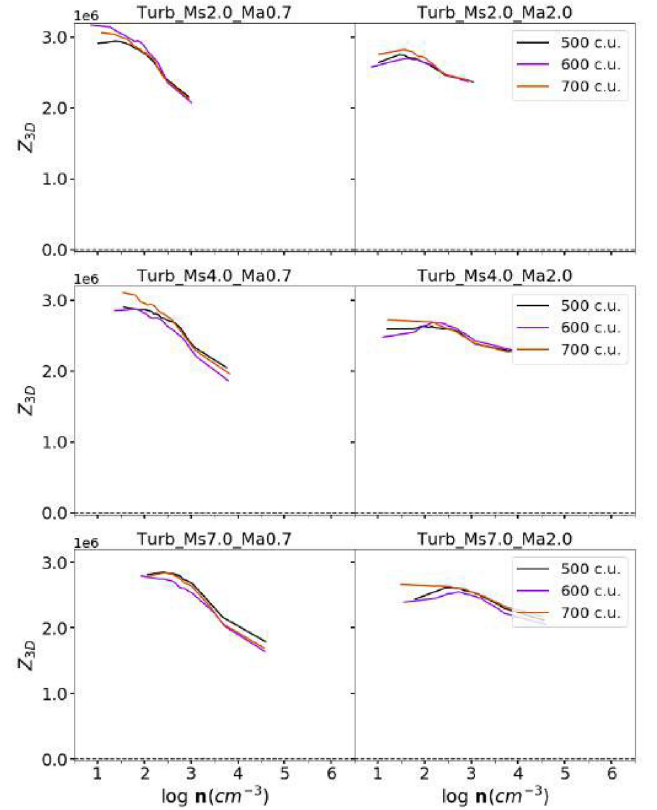 Turb_Ms2.0_Ma0.7 Turb_Ms2.0_Ma2.0
1e6
3.0
2.0
1.0
0.0
Z3D
500 c.u.
600 c.u.
700 c.u.
Turb_Ms4.0_Ma0.7 Turb_Ms4.0_Ma2.0
1e6
3.0
2.0
1.0
0.0
Z3D
500 c.u.
600 c.u.
700 c.u.
Turb_Ms7.0_Ma0.7 Turb_Ms7.0_Ma2.0
1e6
3.0
2.0
1.0
0.0
Z3D
500 c.u.
600 c.u.
700 c.u.
1 2 3 4 5 6 1 2 3 4 5 6
log n(cm⁻³) log n(cm⁻³)